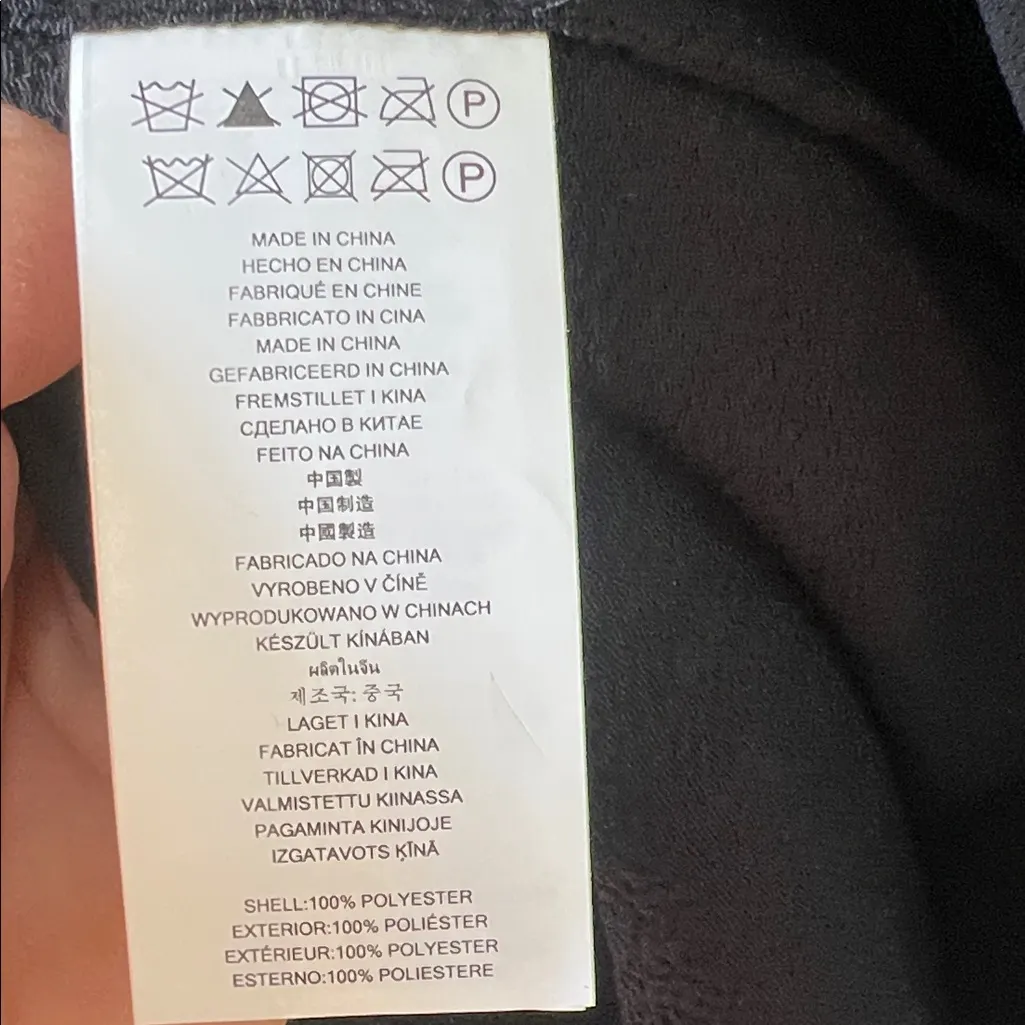 P
P
MADE IN CHINA
HECHO EN CHINA
FABRIQUÉ EN CHINE
FABBRICATO IN CINA
MADE IN CHINA
GEFABRICEERD IN CHINA
FREMSTILLET I KINA
СДЕЛАНО В КИТАЕ
FEITO NA CHINA
中国製
中国制造
中國製造
FABRICADO NA CHINA
VYROBENO V ČÍNĚ
WYPRODUKOWANO W CHINACH
KÉSZÜLT KÍNÁBAN
ผลิตในจีน
제조국: 중국
LAGET I KINA
FABRICAT ÎN CHINA
TILLVERKAD I KINA
VALMISTETTU KIINASSA
PAGAMINTA KINIJOJE
IZGATAVOTS ĶĪNĀ
SHELL:100% POLYESTER
EXTERIOR:100% POLIÉSTER
EXTÉRIEUR:100% POLYESTER
ESTERNO:100% POLIESTERE